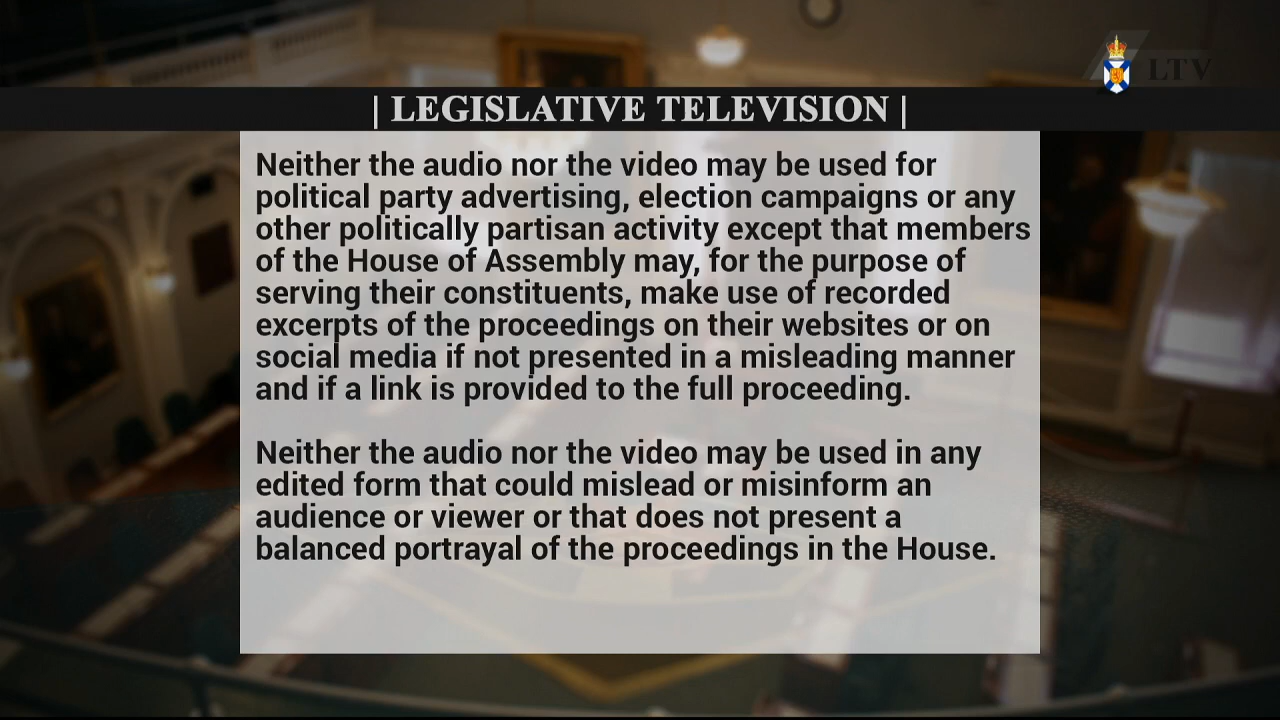 LTV
| LEGISLATIVE TELEVISION |
Neither the audio nor the video may be used for
political party advertising, election campaigns or any
other politically partisan activity except that members
of the House of Assembly may, for the purpose of
serving their constituents, make use of recorded
excerpts of the proceedings on their websites or on
social media if not presented in a misleading manner
and if a link is provided to the full proceeding.
Neither the audio nor the video may be used in any
edited form that could mislead or misinform an
audience or viewer or that does not present a
balanced portrayal of the proceedings in the House.